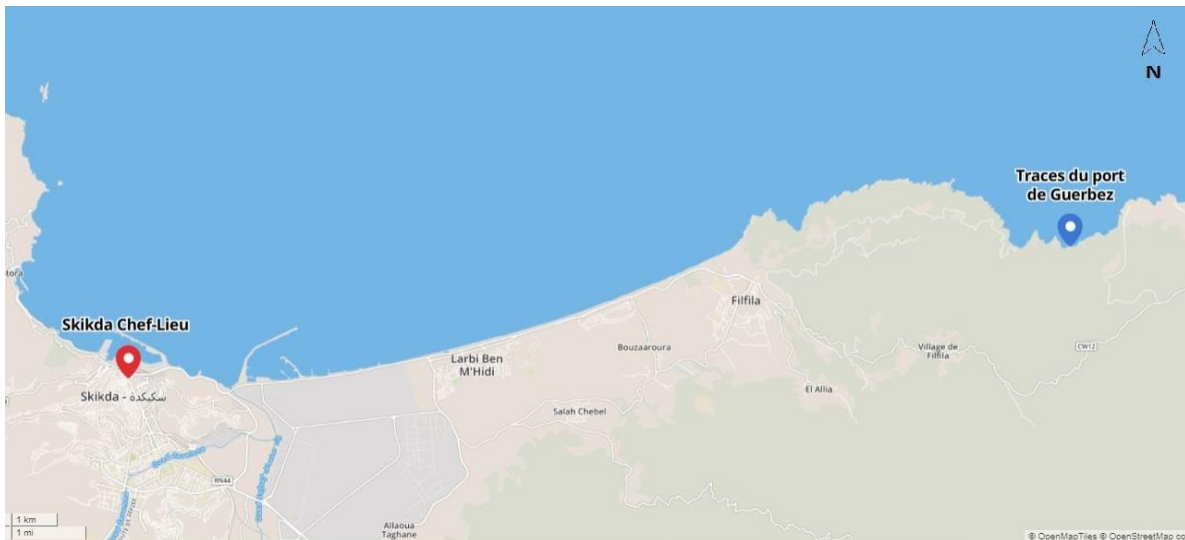 N
Traces du port
de Guerbez
tora
Filfila
Skikda Chef-Lieu
Bouzaaroura
Village de
Filfila
CW12
Larbi Ben
M'Hidi
Skikda - سكيكدة
El Allia
Salah Chebel
RN44
1 km
1 mi
Allaoua
Taghane
© OpenMapTiles © OpenStreetMap co